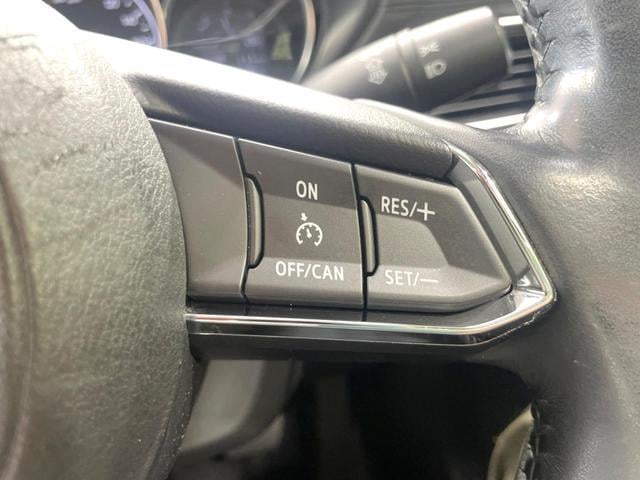 ON
RES/+
OFF/CAN
SET/—